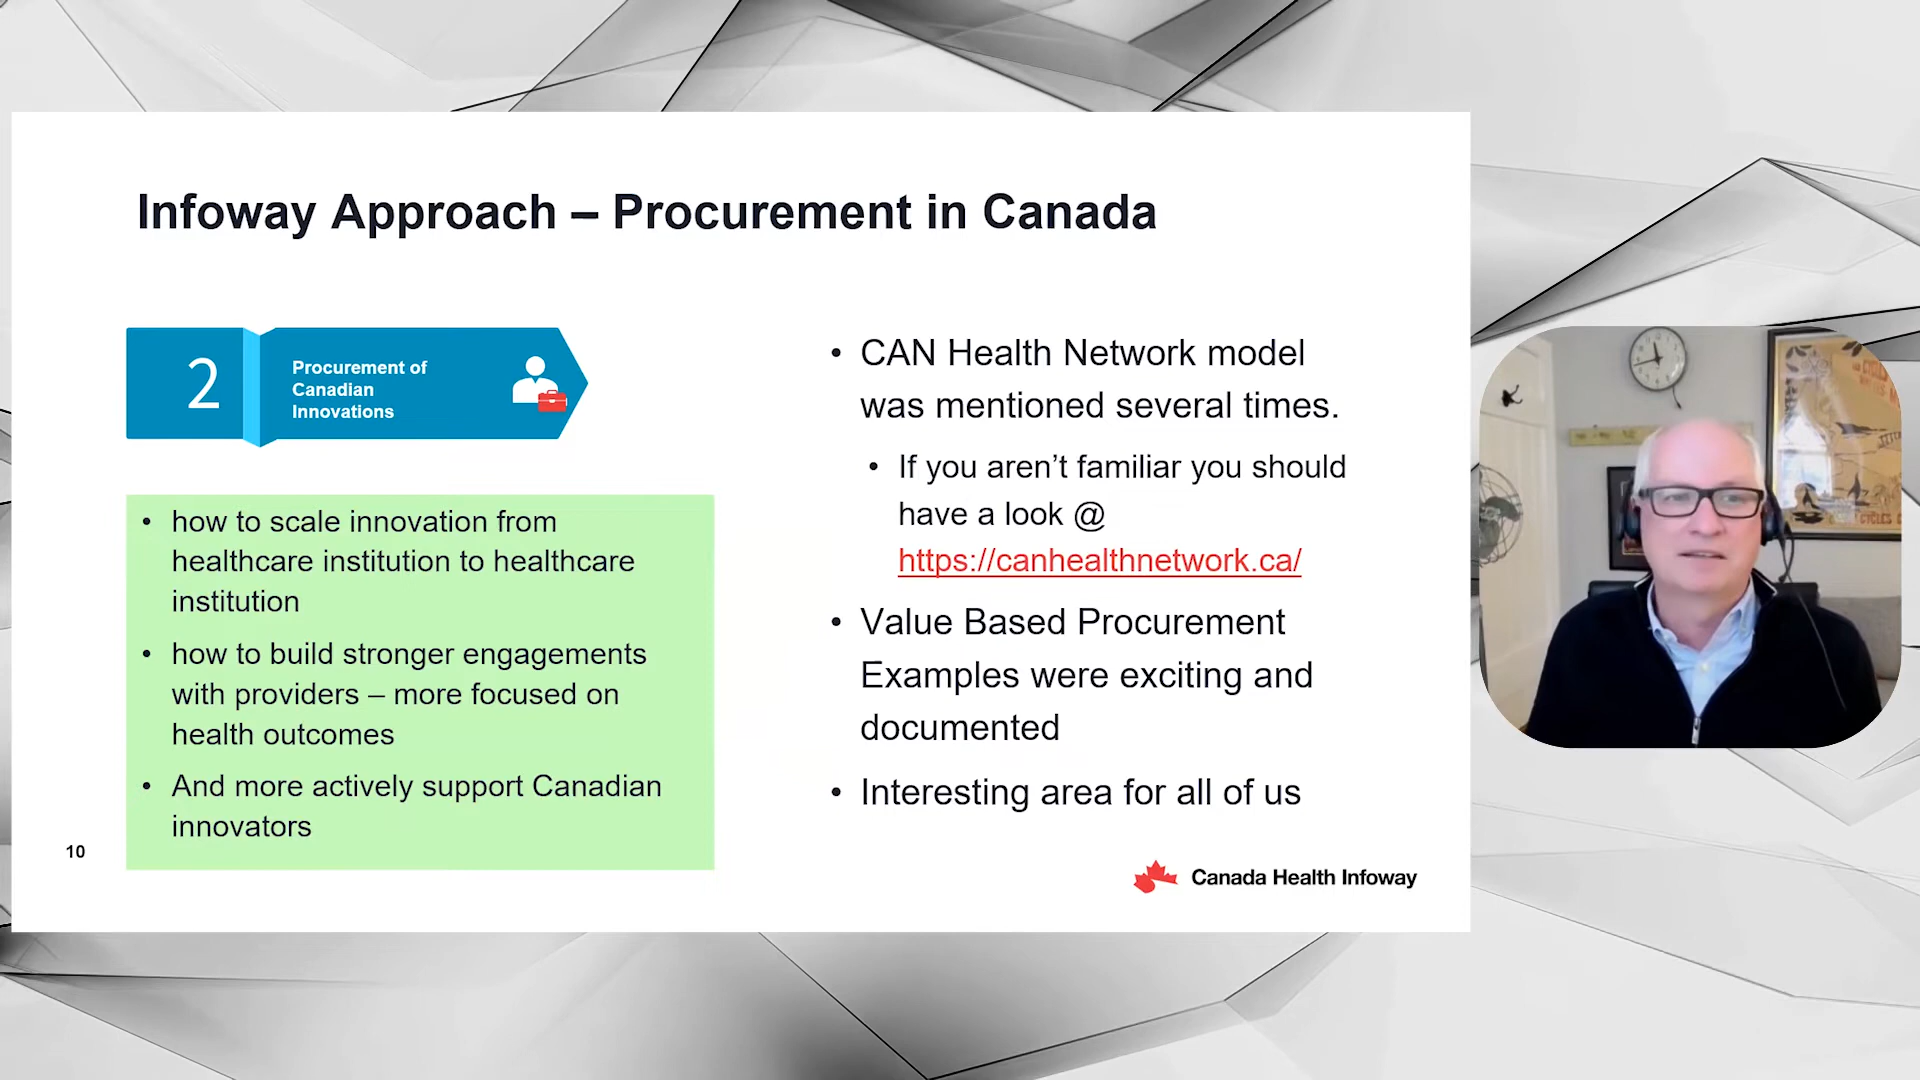 Infoway Approach – Procurement in Canada
2
Procurement of
Canadian
Innovations
• how to scale innovation from
healthcare institution to healthcare
institution
• how to build stronger engagements
with providers – more focused on
health outcomes
• And more actively support Canadian
innovators
• CAN Health Network model
was mentioned several times.
• If you aren’t familiar you should
have a look @
https://canhealthnetwork.ca/
• Value Based Procurement
Examples were exciting and
documented
• Interesting area for all of us
10
Canada Health Infoway